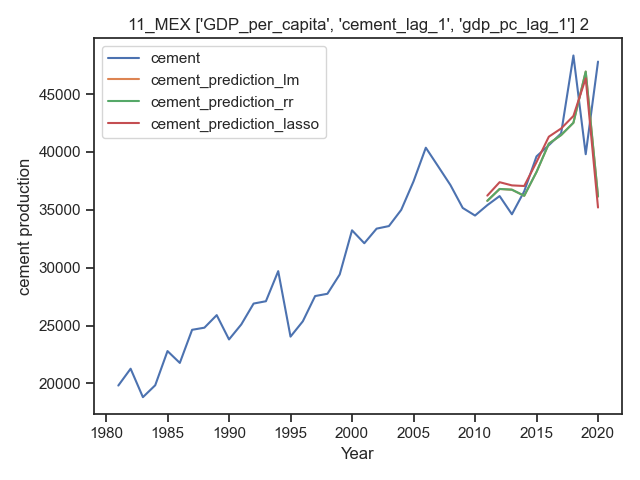 11_MEX ['GDP_per_capita', 'cement_lag_1', 'gdp_pc_lag_1'] 2
cement
cement_prediction_lm
cement_prediction_rr
cement_prediction_lasso
45000
40000
35000
30000
25000
20000
cement production
1980 1985 1990 1995 2000 2005 2010 2015 2020
Year